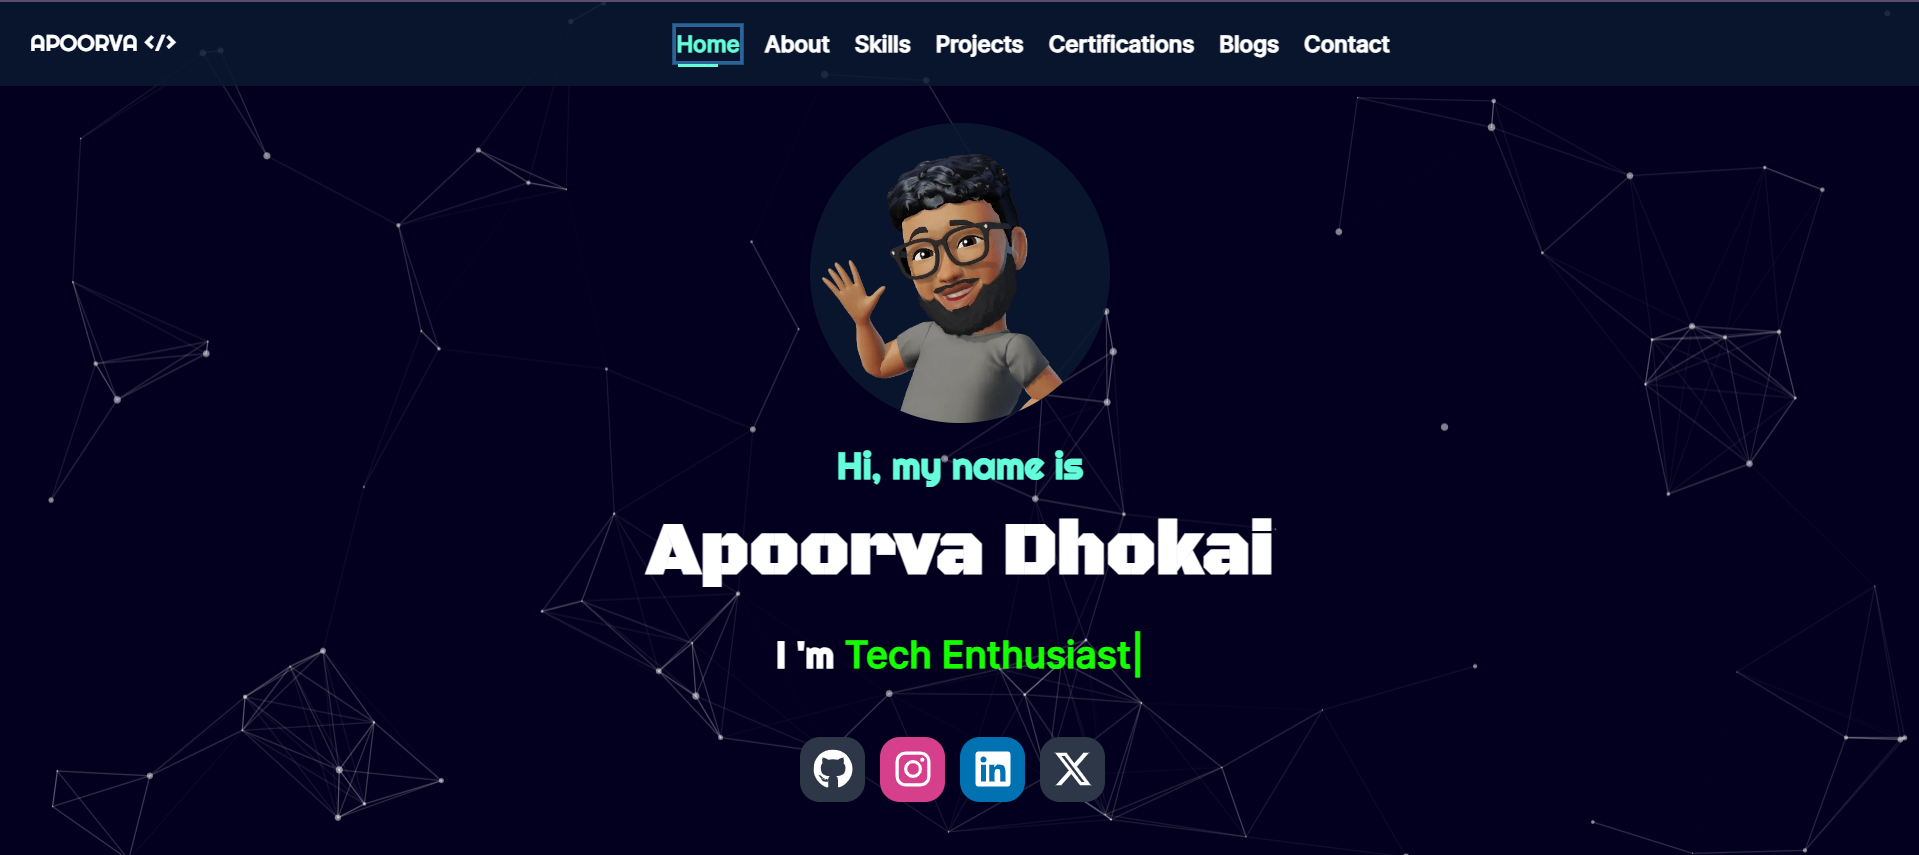 APOORVA </>
Home About Skills Projects Certifications Blogs Contact
Hi, my name is
Apoorva Dhokai
I 'm Tech Enthusiast|